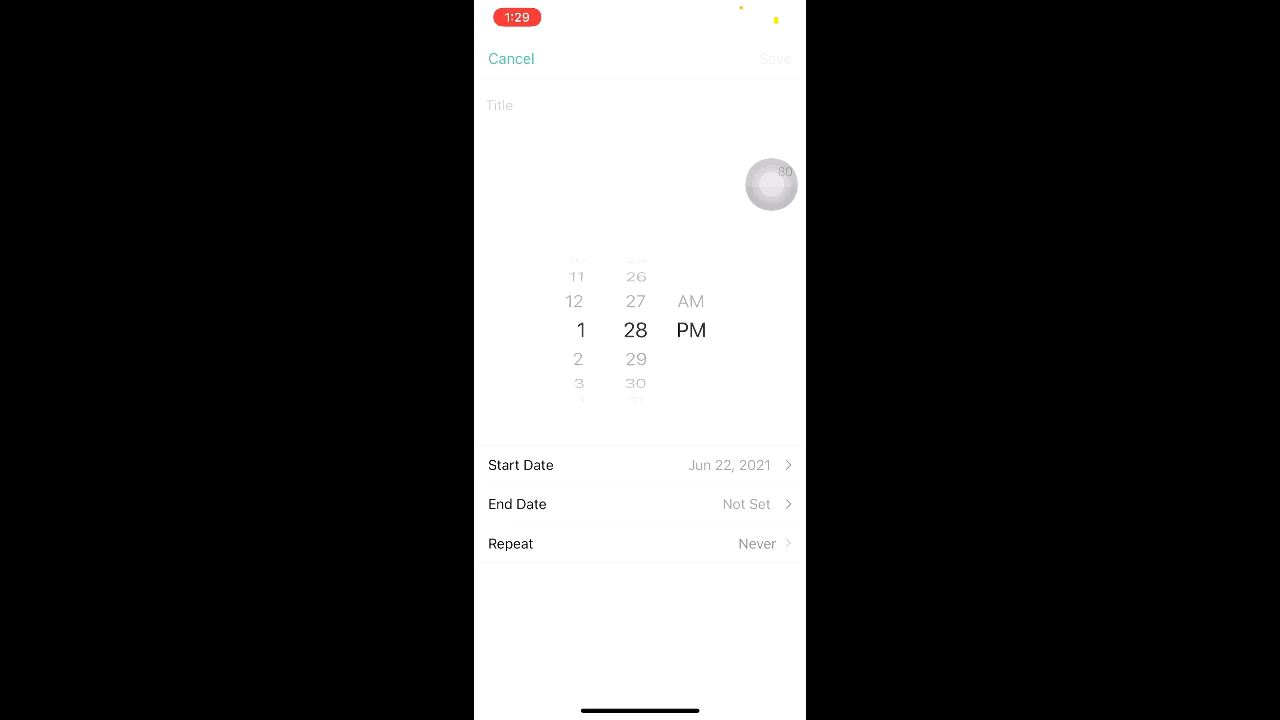 1:29
Cancel Save
Title
80
11 26
12 27 AM
1 28 PM
2 29
3 30
Start Date Jun 22, 2021
End Date Not Set
Repeat Never